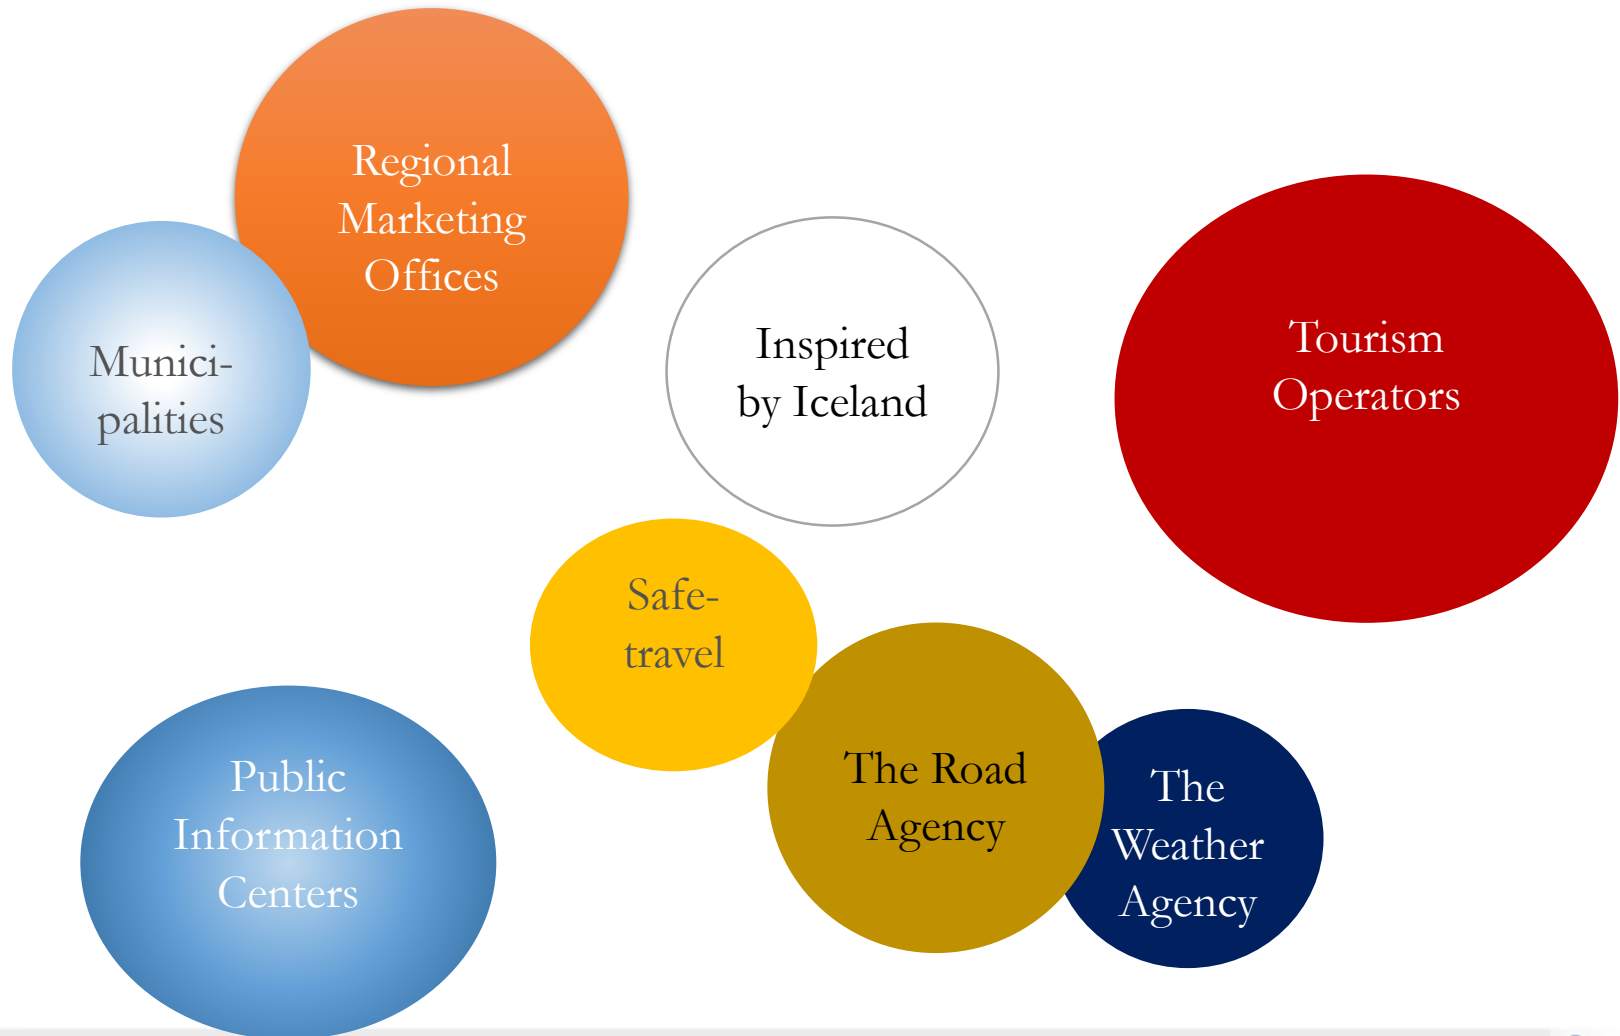 Regional
Marketing
Offices
Munici-
palities
Inspired
by Iceland
Tourism
Operators
Safe-
travel
Public
Information
Centers
The Road
Agency
The
Weather
Agency